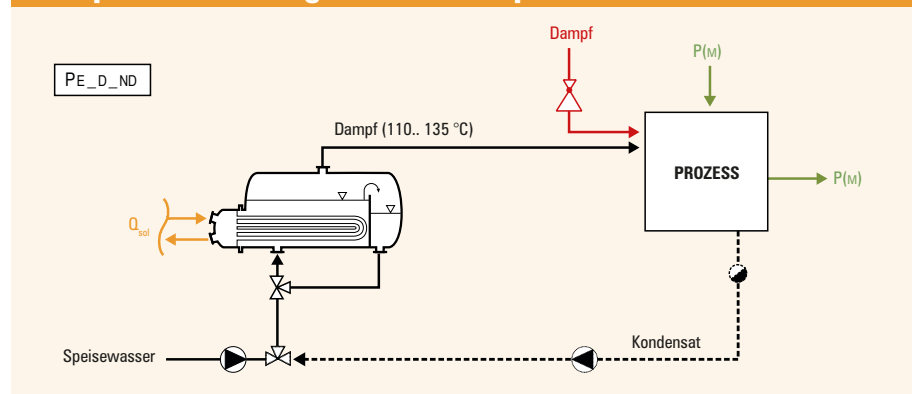 Dampf
P(M)
PE_D_ND
Dampf (110.. 135 °C)
PROZESS
P(M)
Qsol
Kondensat
Speisewasser